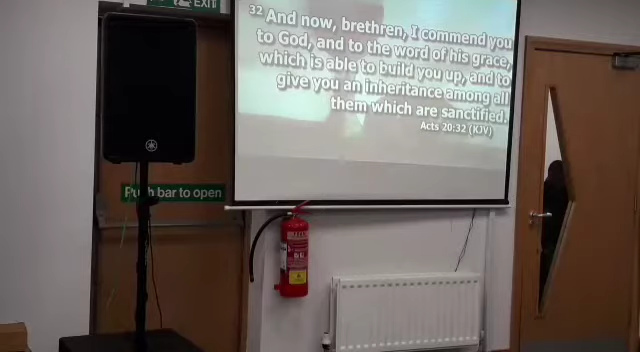 EXIT
32 And now, brethren, I commend you
to God, and to the word of his grace,
which is able to build you up, and to
give you an inheritance among all
them which are sanctified.
Acts 20:32 (KJV)
Push bar to open